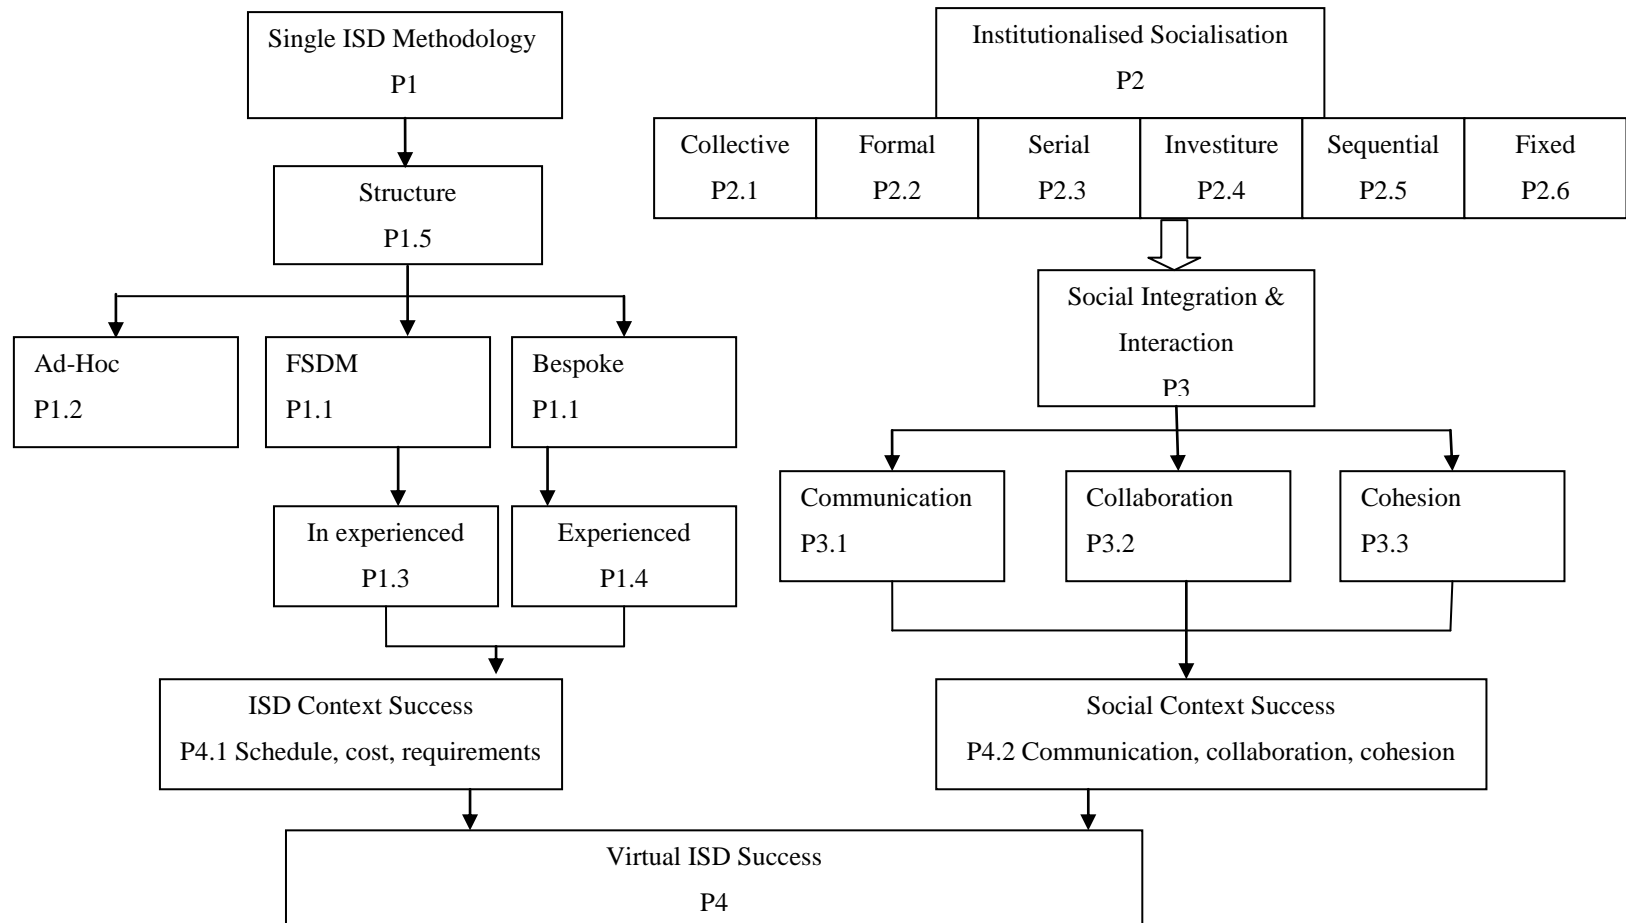 Single ISD Methodology
P1
Institutionalised Socialisation
P2
Collective
P2.1
Formal
P2.2
Serial
P2.3
Investiture
P2.4
Sequential
P2.5
Fixed
P2.6
Structure
P1.5
Social Integration &
Interaction
P3
Ad-Hoc
P1.2
FSDM
P1.1
Bespoke
P1.1
Communication
P3.1
Collaboration
P3.2
Cohesion
P3.3
In experienced
P1.3
Experienced
P1.4
ISD Context Success
P4.1 Schedule, cost, requirements
Social Context Success
P4.2 Communication, collaboration, cohesion
Virtual ISD Success
P4